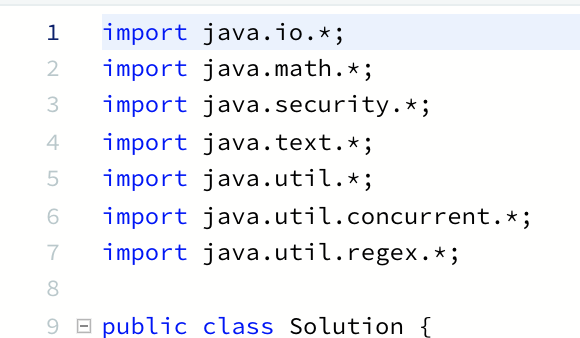 1 import java.io.*;
2 import java.math.*;
3 import java.security.*;
4 import java.text.*;
5 import java.util.*;
6 import java.util.concurrent.*;
7 import java.util.regex.*;
8
9 public class Solution {